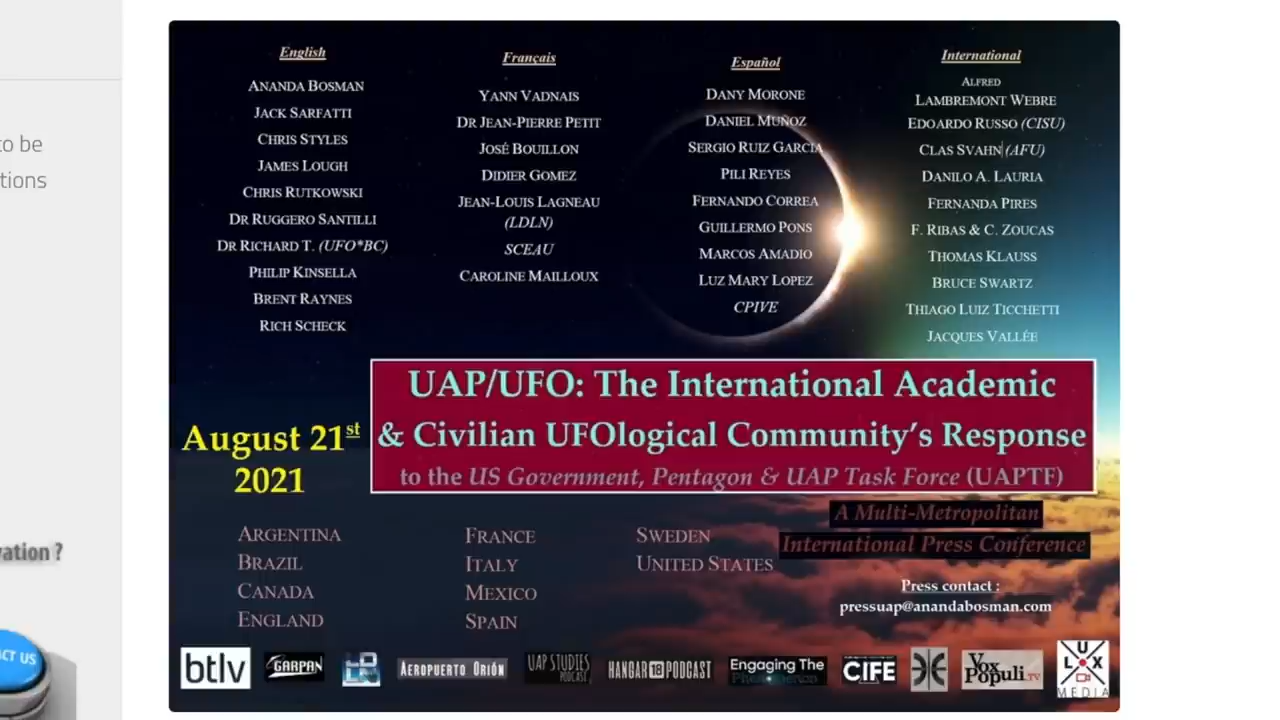 to be
tions
vation ?
ACT US
English
ANANDA BOSMAN
JACK SARFATTI
CHRIS STYLES
JAMES LOUGH
CHRIS RUTKOWSKI
DR RUGGERO SANTILLI
DR RICHARD T. (UFO*BC)
PHILIP KINSELLA
BRENT RAYNES
RICH SCHECK
Français
YANN VADNAIS
DR JEAN-PIERRE PETIT
JOSÉ BOUILLON
DIDIER GOMEZ
JEAN-LOUIS LAGNEAU
(LDLN)
SCEAU
CAROLINE MAILLOUX
Español
DANY MORONE
DANIEL MUÑOZ
SERGIO RUIZ GARCIA
PILI REYES
FERNANDO CORREA
GUILLERMO PONS
MARCOS AMADIO
LUZ MARY LOPEZ
CPIVE
International
ALFRED
LAMBREMONT WEBRE
EDOARDO RUSSO (CISU)
CLAS SVAHN (AFU)
DANILO A. LAURIA
FERNANDA PIRES
F. RIBAS & C. ZOUCAS
THOMAS KLAUSS
BRUCE SWARTZ
THIAGO LUIZ TICCHETTI
JACQUES VALLÉE
August 21st
2021
UAP/UFO: The International Academic
& Civilian UFOlogical Community's Response
to the US Government, Pentagon & UAP Task Force (UAPTF)
A Multi-Metropolitan
International Press Conference
ARGENTINA
BRAZIL
CANADA
ENGLAND
FRANCE
ITALY
MEXICO
SPAIN
SWEDEN
UNITED STATES
Press contact :
pressuap@anandabosman.com
btlv
GARPAN
LDLN
AEROPUERTO ORIÓN
UAP STUDIES
PODCAST
HANGAR 18 PODCAST
Engaging The
Phenomenon
CIFE
Vox
Populi.TV
LUX
MEDIA